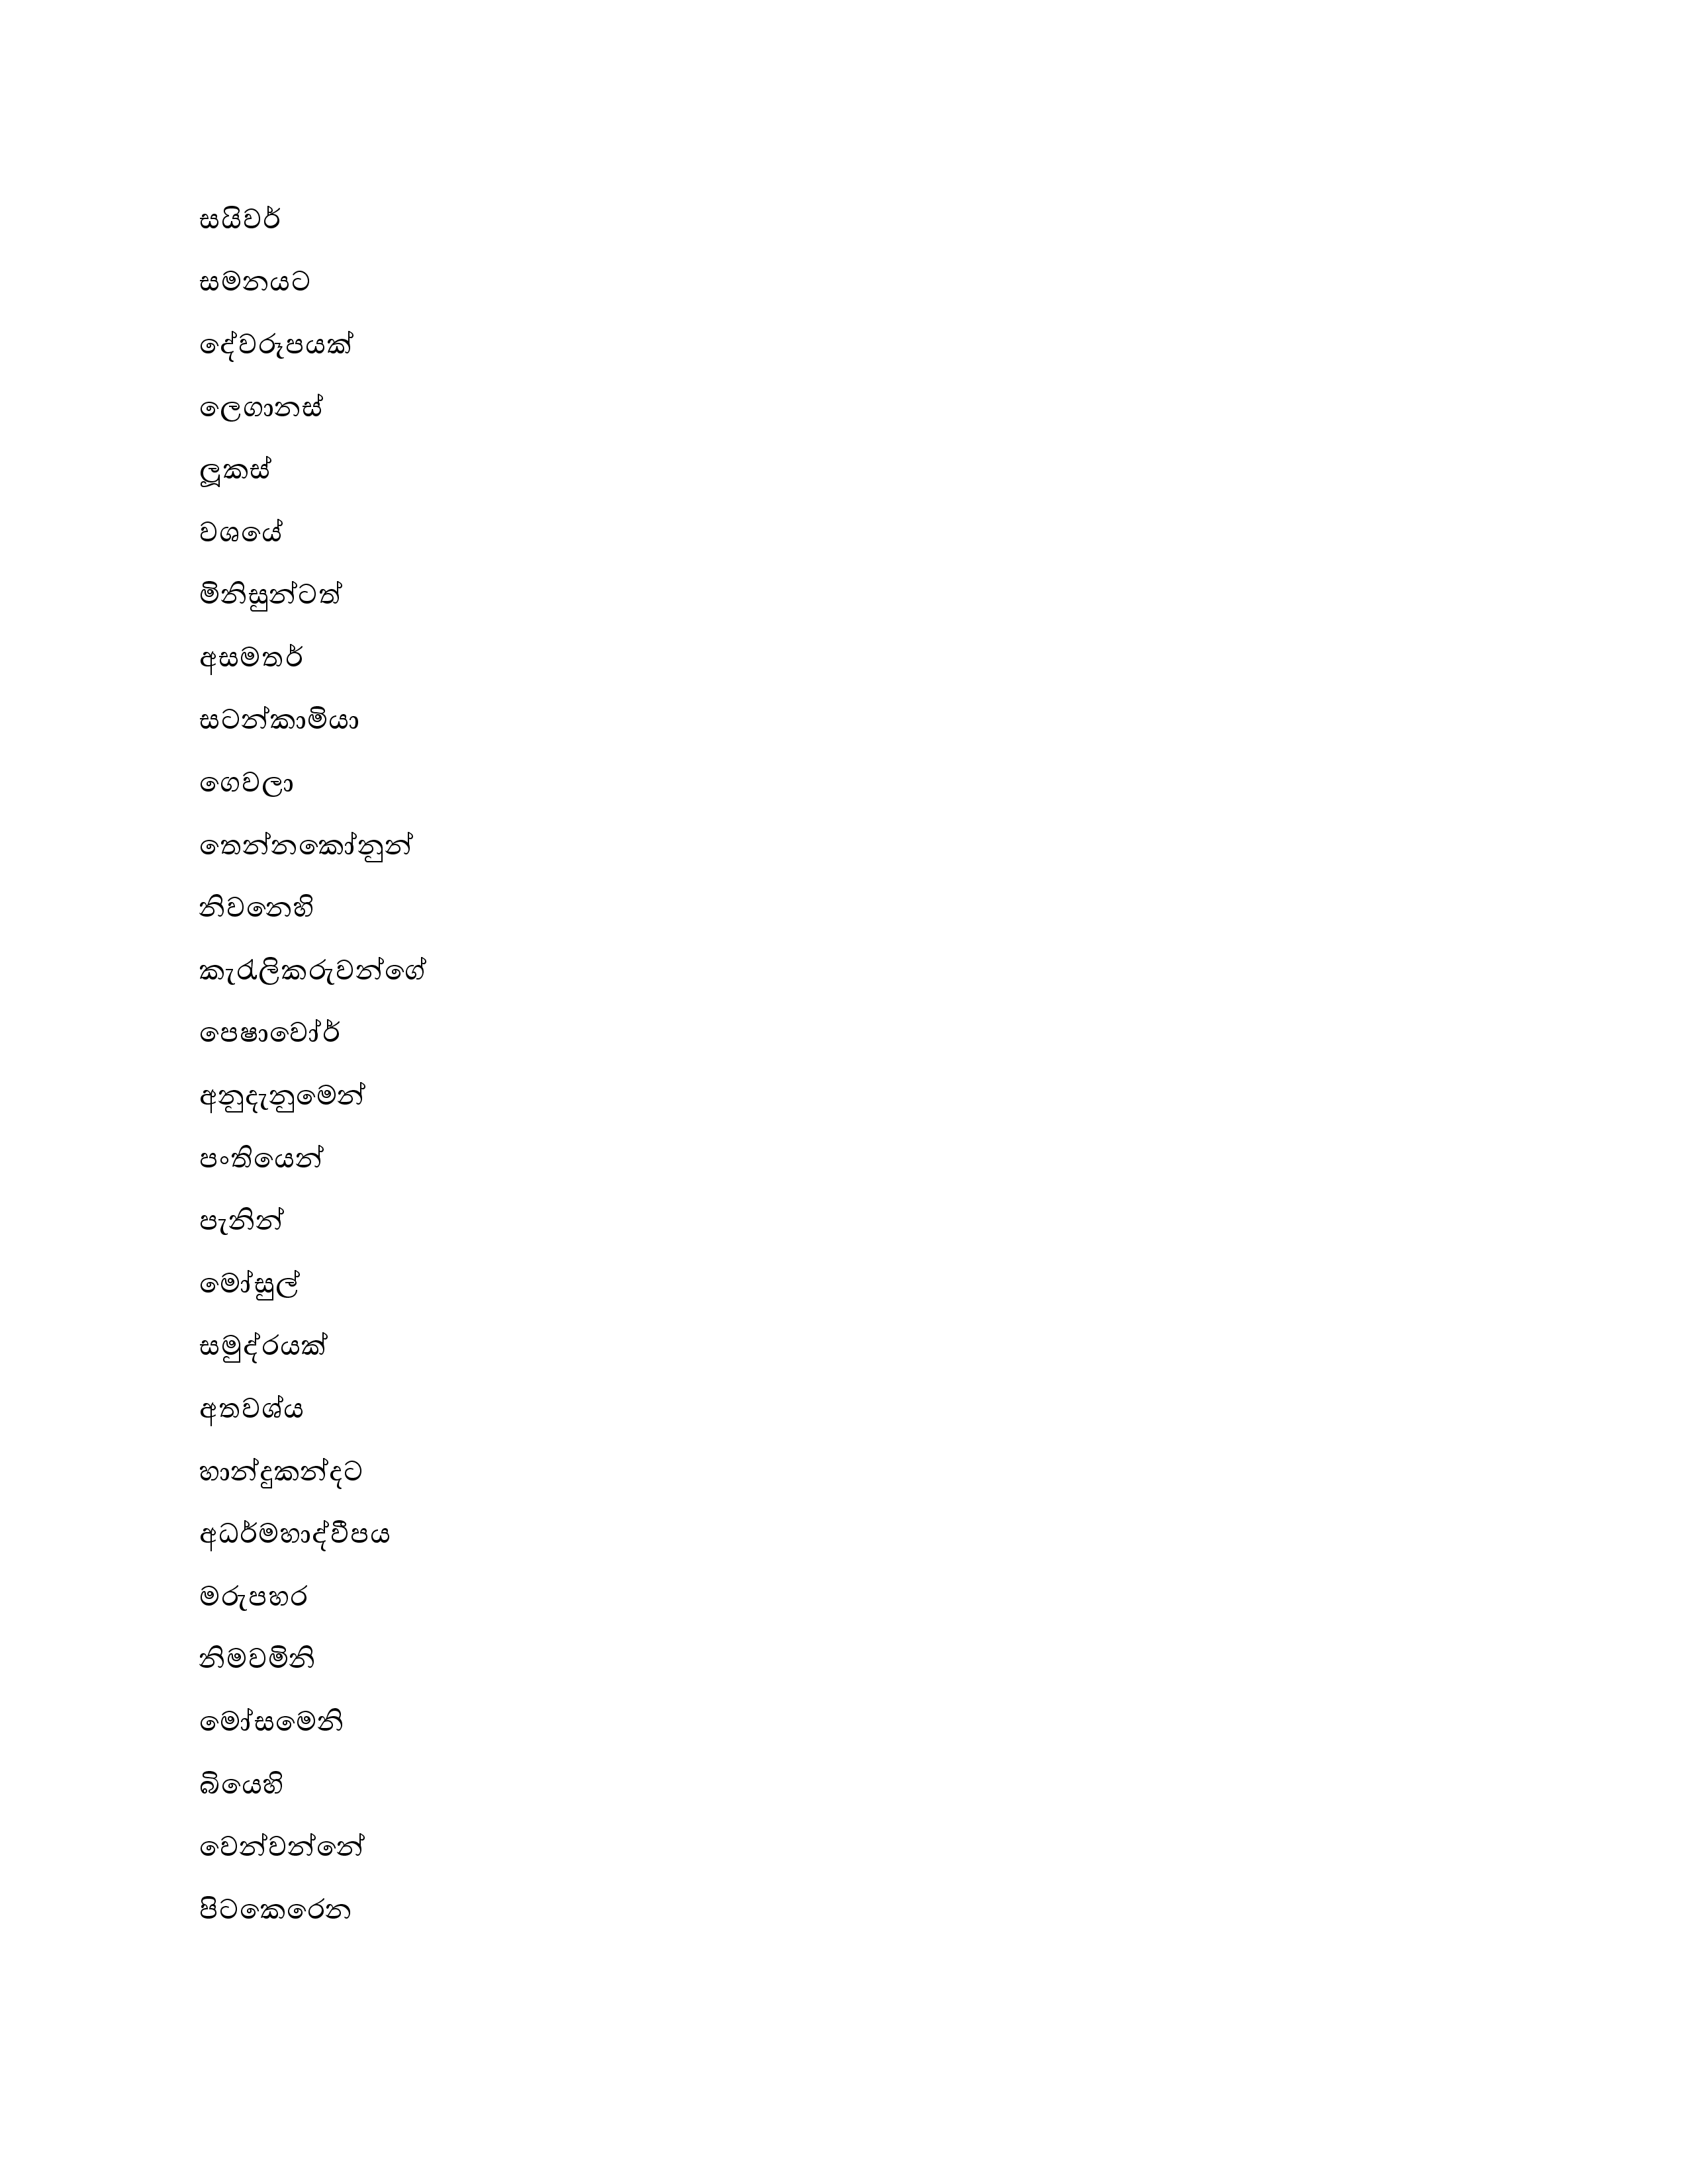 සයිවර්
සමනයට
දේවරූපයක්
ලෙගානස්
ලූකස්
වශයේ
මිනිසුන්ටත්
අසමතර්
සටන්කාමියා
ගෙවලා
තෙන්නකෝනුන්
නිවනෙහි
කැරැලිකරුවන්ගේ
පෙෂාවෝර්
අනුදැනුමෙන්
පංතියෙන්
පැනින්
මෝසුල්
සමුද්රයක්
අතවශ්ය
හාන්දුකන්දට
අධර්මහාද්වීපය
මරුපහර
නිමවමිනි
මෝසමෙනි
බියෙහි
වෙන්වන්නේ
පිටකෙරෙන